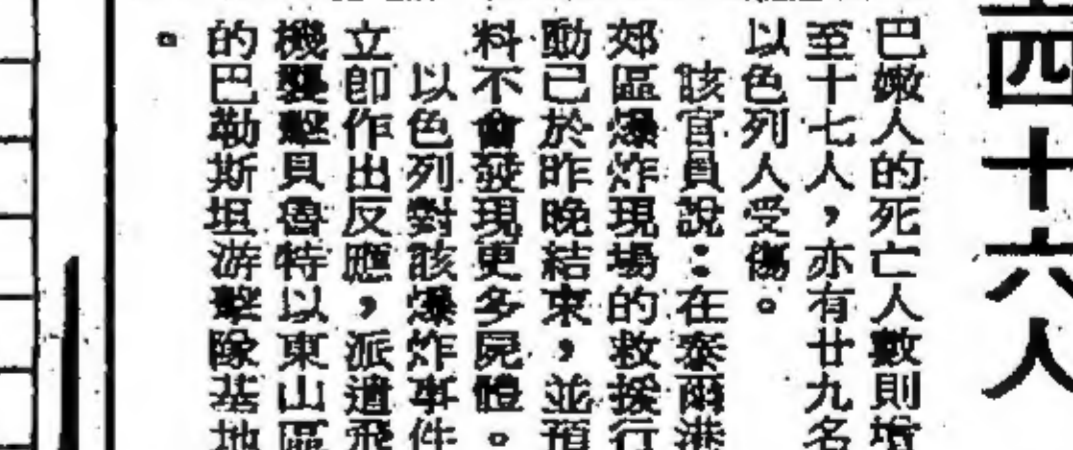 四十六人
巴嫩人的死亡人數則增
至十七人，亦有廿九名
以色列人受傷。
該官員說：在泰爾港
郊區爆炸現場的救援行
動已於昨晚結束，並預
料不會發現更多屍體。
以色列對該爆炸事件
立即作出反應，派遣飛
機襲擊貝魯特以東山區
的巴勒斯坦游擊隊基地
。